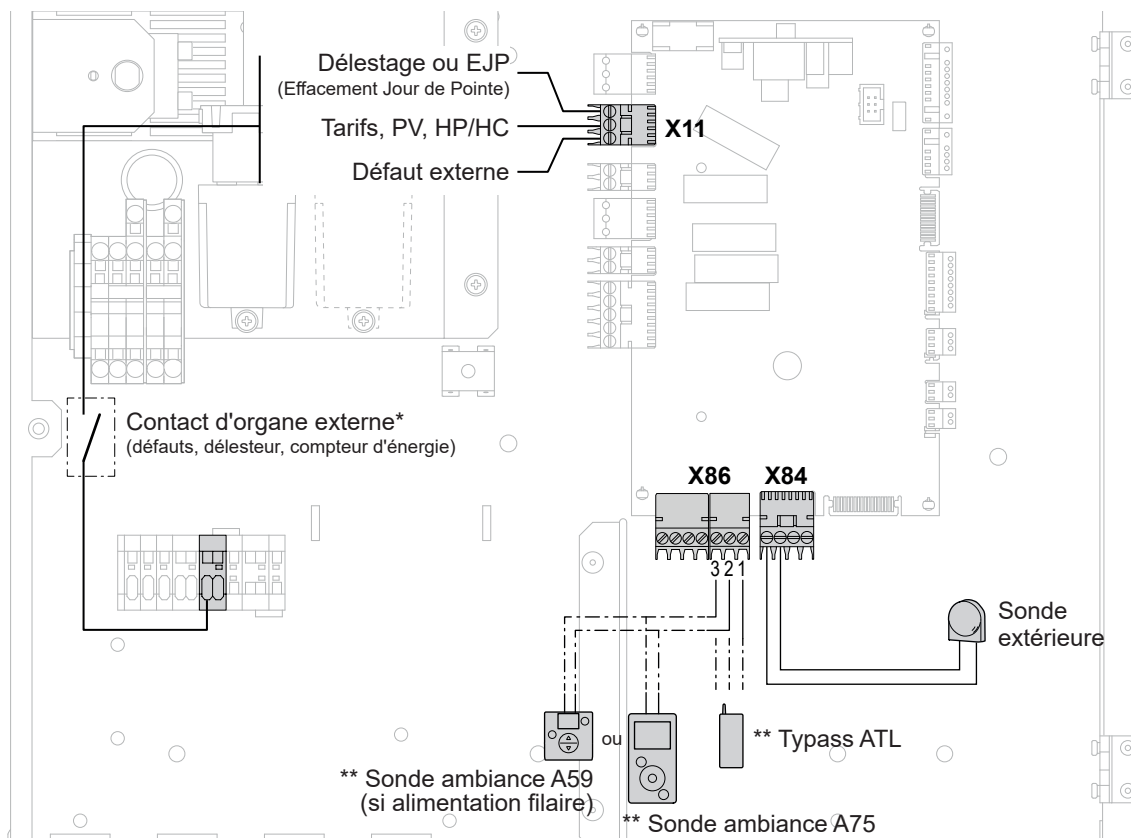 Délestage ou EJP
(Effacement Jour de Pointe)
Tarifs, PV, HP/HC
X11
Défaut externe
Contact d'organe externe*
(défauts, délesteur, compteur d'énergie)
X86
X84
3 2 1
Sonde
extérieure
ou
** Typass ATL
** Sonde ambiance A59
(si alimentation filaire)
** Sonde ambiance A75